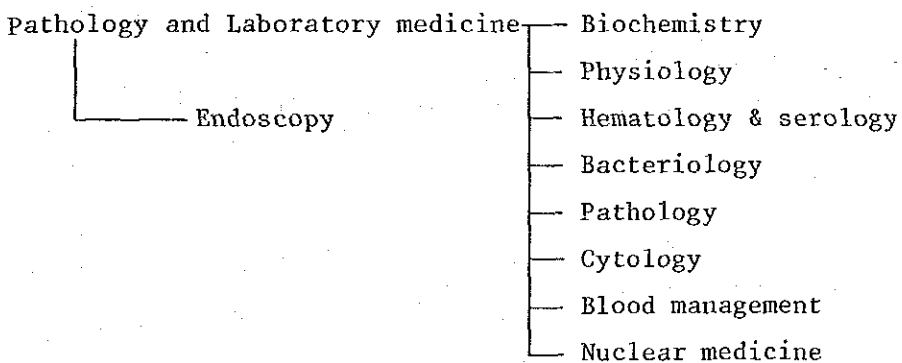 Pathology and Laboratory medicine Biochemistry
Physiology
Endoscopy Hematology & serology
Bacteriology
Pathology
Cytology
Blood management
Nuclear medicine